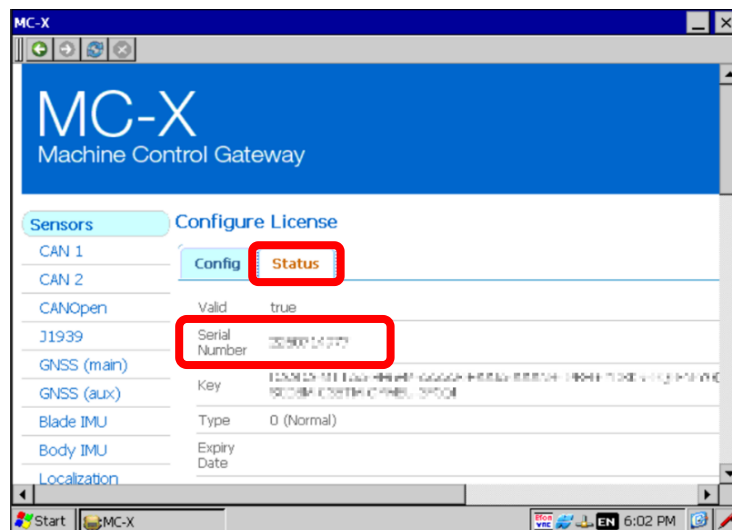 MC-X
MC-X
Machine Control Gateway
Sensors
CAN 1
CAN 2
CANOpen
J1939
GNSS (main)
GNSS (aux)
Blade IMU
Body IMU
Localization
Configure License
Config
Status
Valid true
Serial
Number
Key
Type 0 (Normal)
Expiry
Date
Start
MC-X
EN 6:02 PM